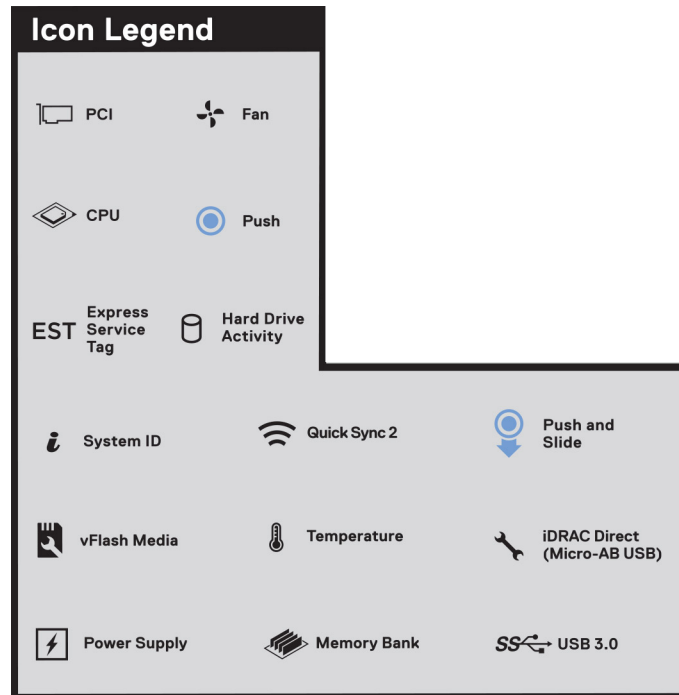 Icon Legend
PCI
Fan
CPU
Push
EST
Express
Service
Tag
Hard Drive
Activity
i
System ID
Quick Sync 2
Push and
Slide
vFlash Media
Temperature
iDRAC Direct
(Micro-AB USB)
Power Supply
Memory Bank
SS
USB 3.0